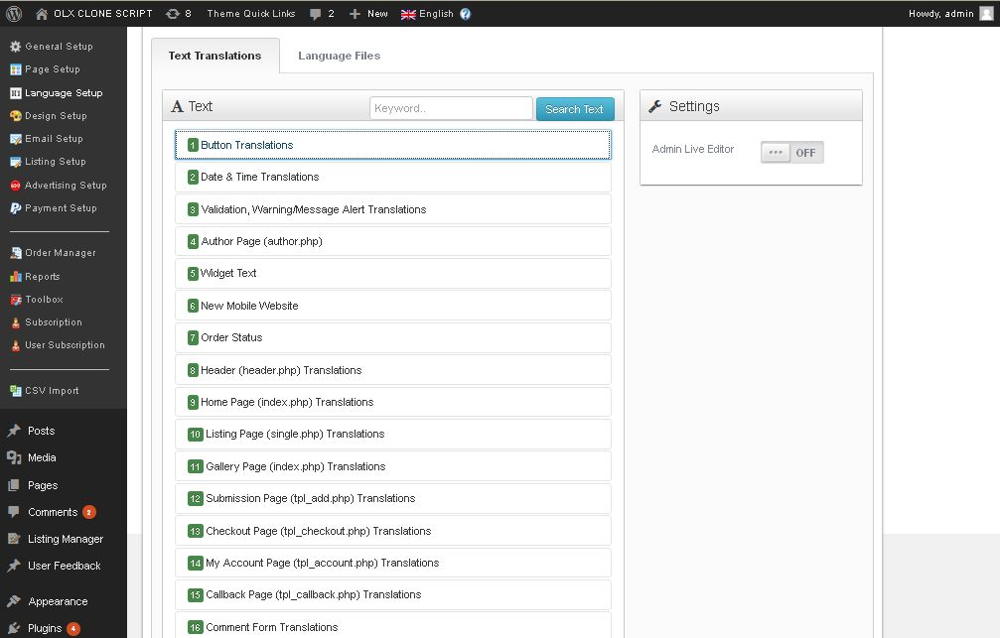 OLX CLONE SCRIPT 8 Theme Quick Links 2 New English ? Howdy, admin
General Setup
Page Setup
Language Setup
Design Setup
Email Setup
Listing Setup
Advertising Setup
Payment Setup
Order Manager
Reports
Toolbox
Subscription
User Subscription
CSV Import
Posts
Media
Pages
Comments 2
Listing Manager
User Feedback
Appearance
Plugins 4
Text Translations Language Files
A Text Keyword.. Search Text
1 Button Translations
2 Date & Time Translations
3 Validation, Warning/Message Alert Translations
4 Author Page (author.php)
5 Widget Text
6 New Mobile Website
7 Order Status
8 Header (header.php) Translations
9 Home Page (index.php) Translations
10 Listing Page (single.php) Translations
11 Gallery Page (index.php) Translations
12 Submission Page (tpl_add.php) Translations
13 Checkout Page (tpl_checkout.php) Translations
14 My Account Page (tpl_account.php) Translations
15 Callback Page (tpl_callback.php) Translations
16 Comment Form Translations
Settings
Admin Live Editor OFF